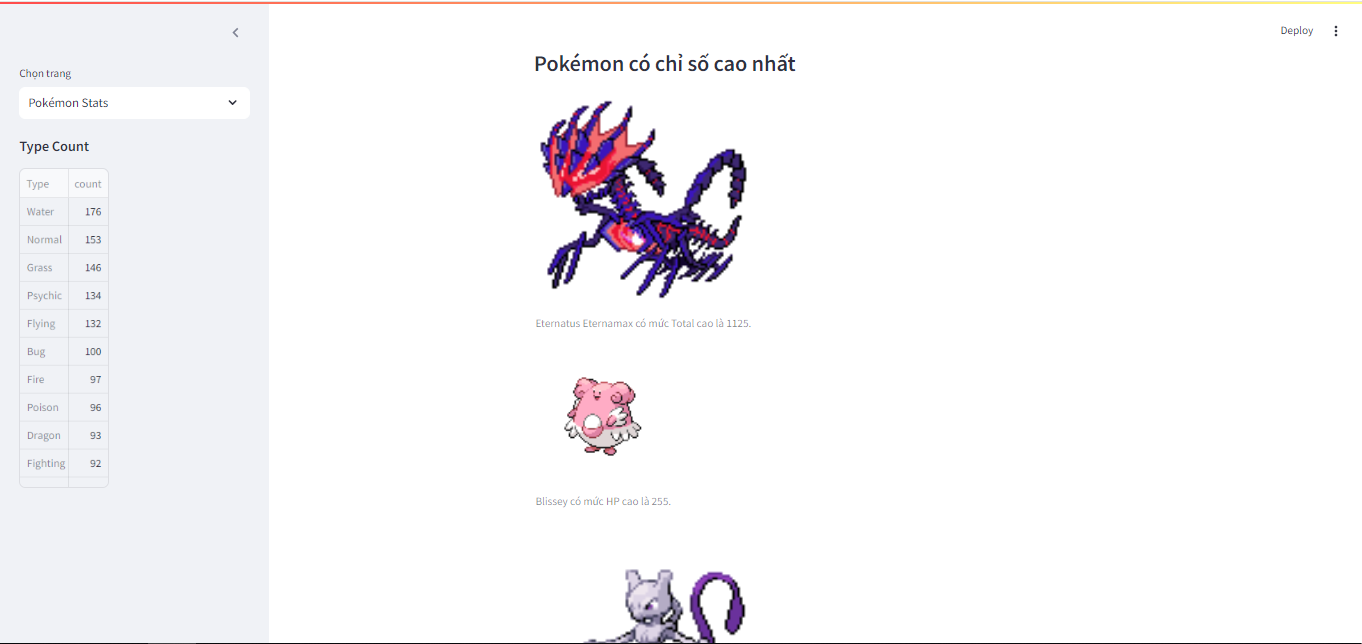 Deploy
Chọn trang
Pokémon Stats
Type Count
Type count
Water 176
Normal 153
Grass 146
Psychic 134
Flying 132
Bug 100
Fire 97
Poison 96
Dragon 93
Fighting 92
Pokémon có chỉ số cao nhất
Eternatus Eternamax có mức Total cao là 1125.
Blissey có mức HP cao là 255.